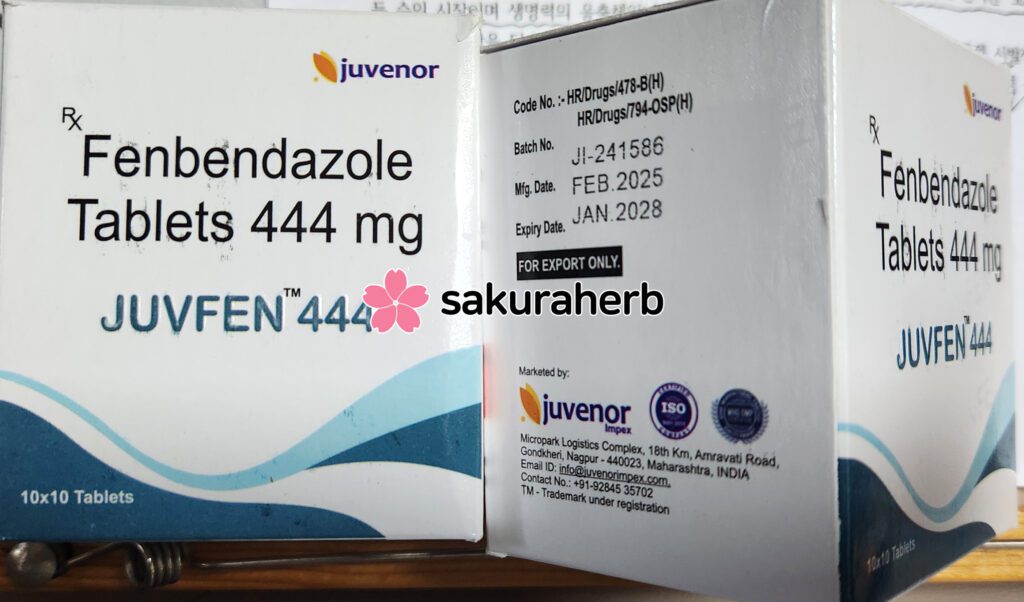 juvenor
Rx
Fenbendazole
Tablets 444 mg
JUVFEN™ 444
10x10 Tablets
sakuraherb
Code No. :- HR/Drugs/478-B(H)
HR/Drugs/794-OSP(H)
Batch No. JI-241586
Mfg. Date. FEB.2025
Expiry Date. JAN.2028
FOR EXPORT ONLY.
Marketed by:
juvenor
Impex
ISO
Micropark Logistics Complex, 18th Km, Amravati Road,
Gondkheri, Nagpur - 440023, Maharashtra, INDIA
Email ID: info@juvenorimpex.com,
Contact No.: +91-92845 35702
TM - Trademark under registration
juvenor
Rx
Fenbendazole
Tablets 444 mg
JUVFEN™ 444
10x10 Tablets